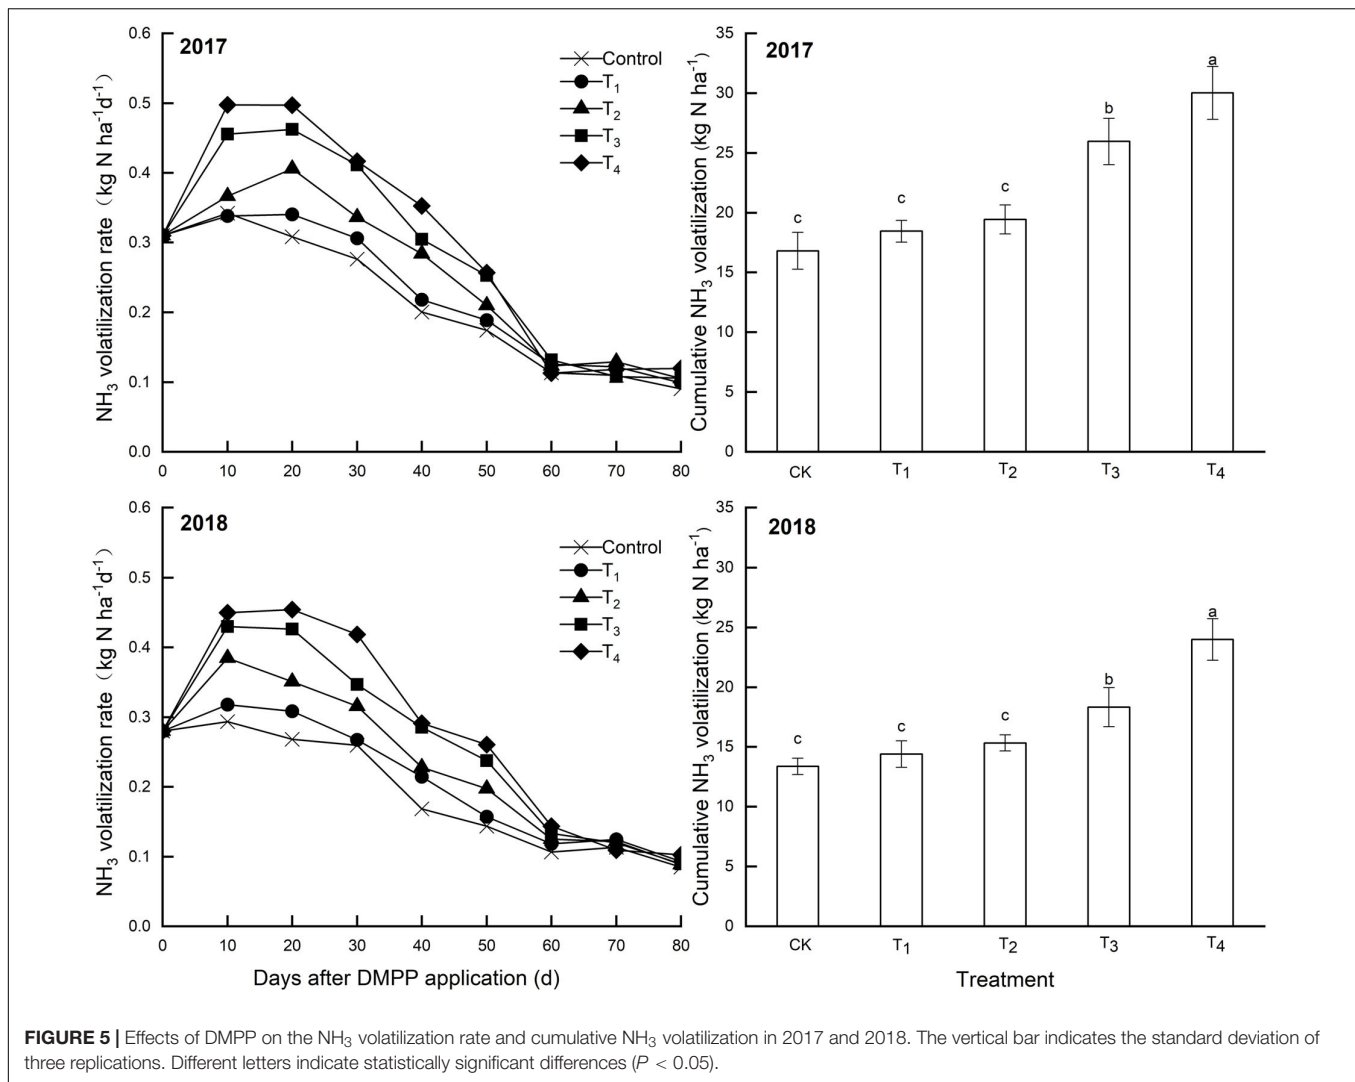 2017
NH₃ volatilization rate（kg N ha⁻¹d⁻¹）
0.6
0.5
0.4
0.3
0.2
0.1
0.0
0 10 20 30 40 50 60 70 80
Control
T₁
T₂
T₃
T₄
2017
Cumulative NH₃ volatilization (kg N ha⁻¹)
35
30
25
20
15
10
5
0
c c c b a
CK T₁ T₂ T₃ T₄
2018
NH₃ volatilization rate（kg N ha⁻¹d⁻¹）
0.6
0.5
0.4
0.3
0.2
0.1
0.0
0 10 20 30 40 50 60 70 80
Control
T₁
T₂
T₃
T₄
Days after DMPP application (d)
2018
Cumulative NH₃ volatilization (kg N ha⁻¹)
35
30
25
20
15
10
5
0
c c c b a
CK T₁ T₂ T₃ T₄
Treatment
FIGURE 5 | Effects of DMPP on the NH₃ volatilization rate and cumulative NH₃ volatilization in 2017 and 2018. The vertical bar indicates the standard deviation of
three replications. Different letters indicate statistically significant differences (P < 0.05).